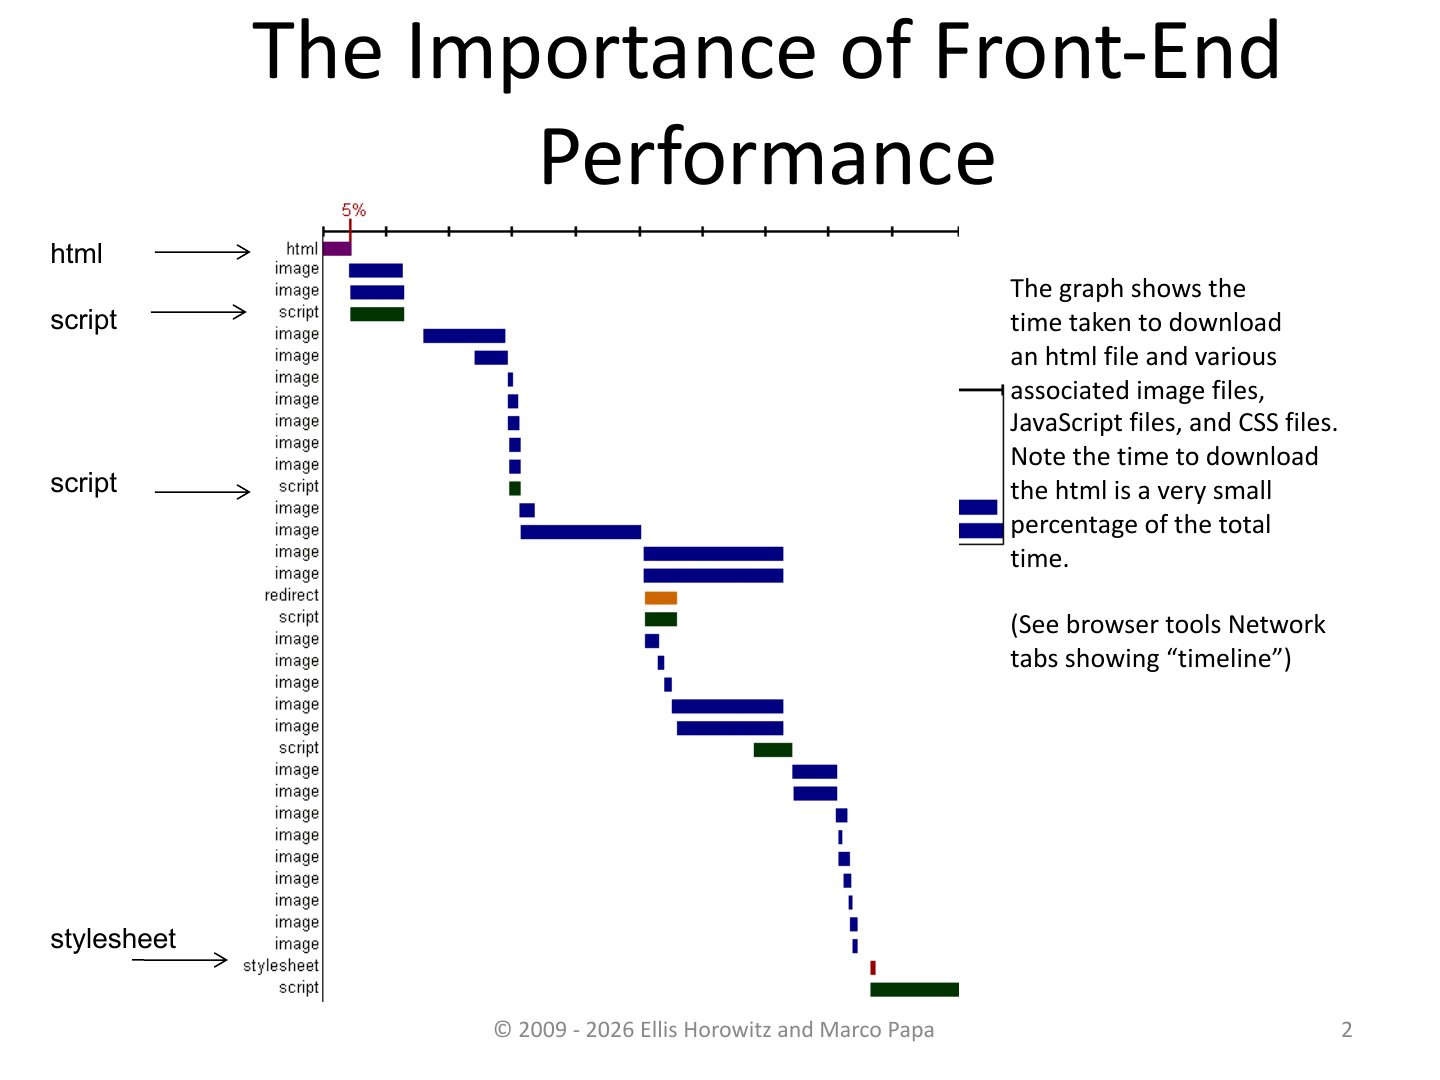 The Importance of Front-End
Performance
5%
html
html
image
image
script
script
image
image
image
image
image
image
image
script
script
image
image
image
image
redirect
script
image
image
image
image
image
script
image
image
image
image
image
image
image
image
image
stylesheet
stylesheet
script
The graph shows the
time taken to download
an html file and various
associated image files,
JavaScript files, and CSS files.
Note the time to download
the html is a very small
percentage of the total
time.
(See browser tools Network
tabs showing “timeline”)
© 2009 - 2026 Ellis Horowitz and Marco Papa
2